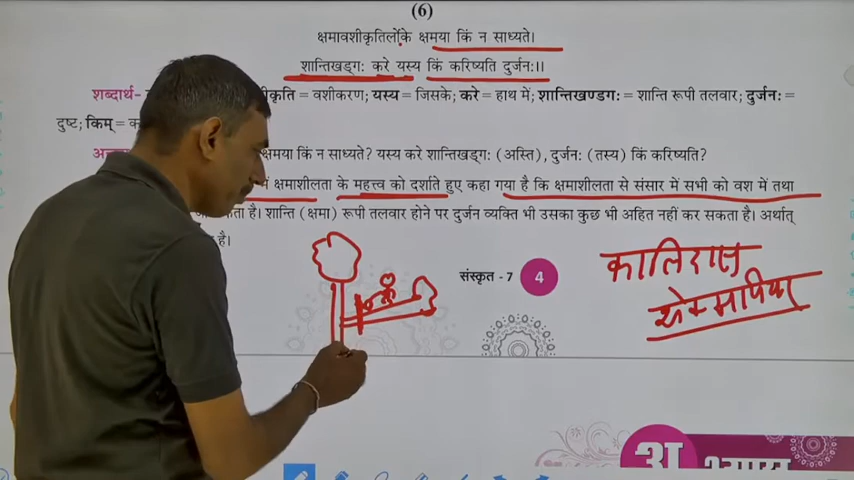 (6)
क्षमावशीकृतिर्लोके क्षमया किं न साध्यते।
शान्तिखड्ग: करे यस्य किं करिष्यति दुर्जन:।।
शब्दार्थ- कृति = वशीकरण; यस्य = जिसके; करे = हाथ में; शान्तिखण्डग: = शान्ति रूपी तलवार; दुर्जन: =
दुष्ट; किम् =
क्षमया किं न साध्यते? यस्य करे शान्तिखड्ग: (अस्ति), दुर्जन: (तस्य) किं करिष्यति?
में क्षमाशीलता के महत्त्व को दर्शाते हुए कहा गया है कि क्षमाशीलता से संसार में सभी को वश में तथा
सकता है। शान्ति (क्षमा) रूपी तलवार होने पर दुर्जन व्यक्ति भी उसका कुछ भी अहित नहीं कर सकता है। अर्थात्
है।
संस्कृत - 7 4
कालिदास